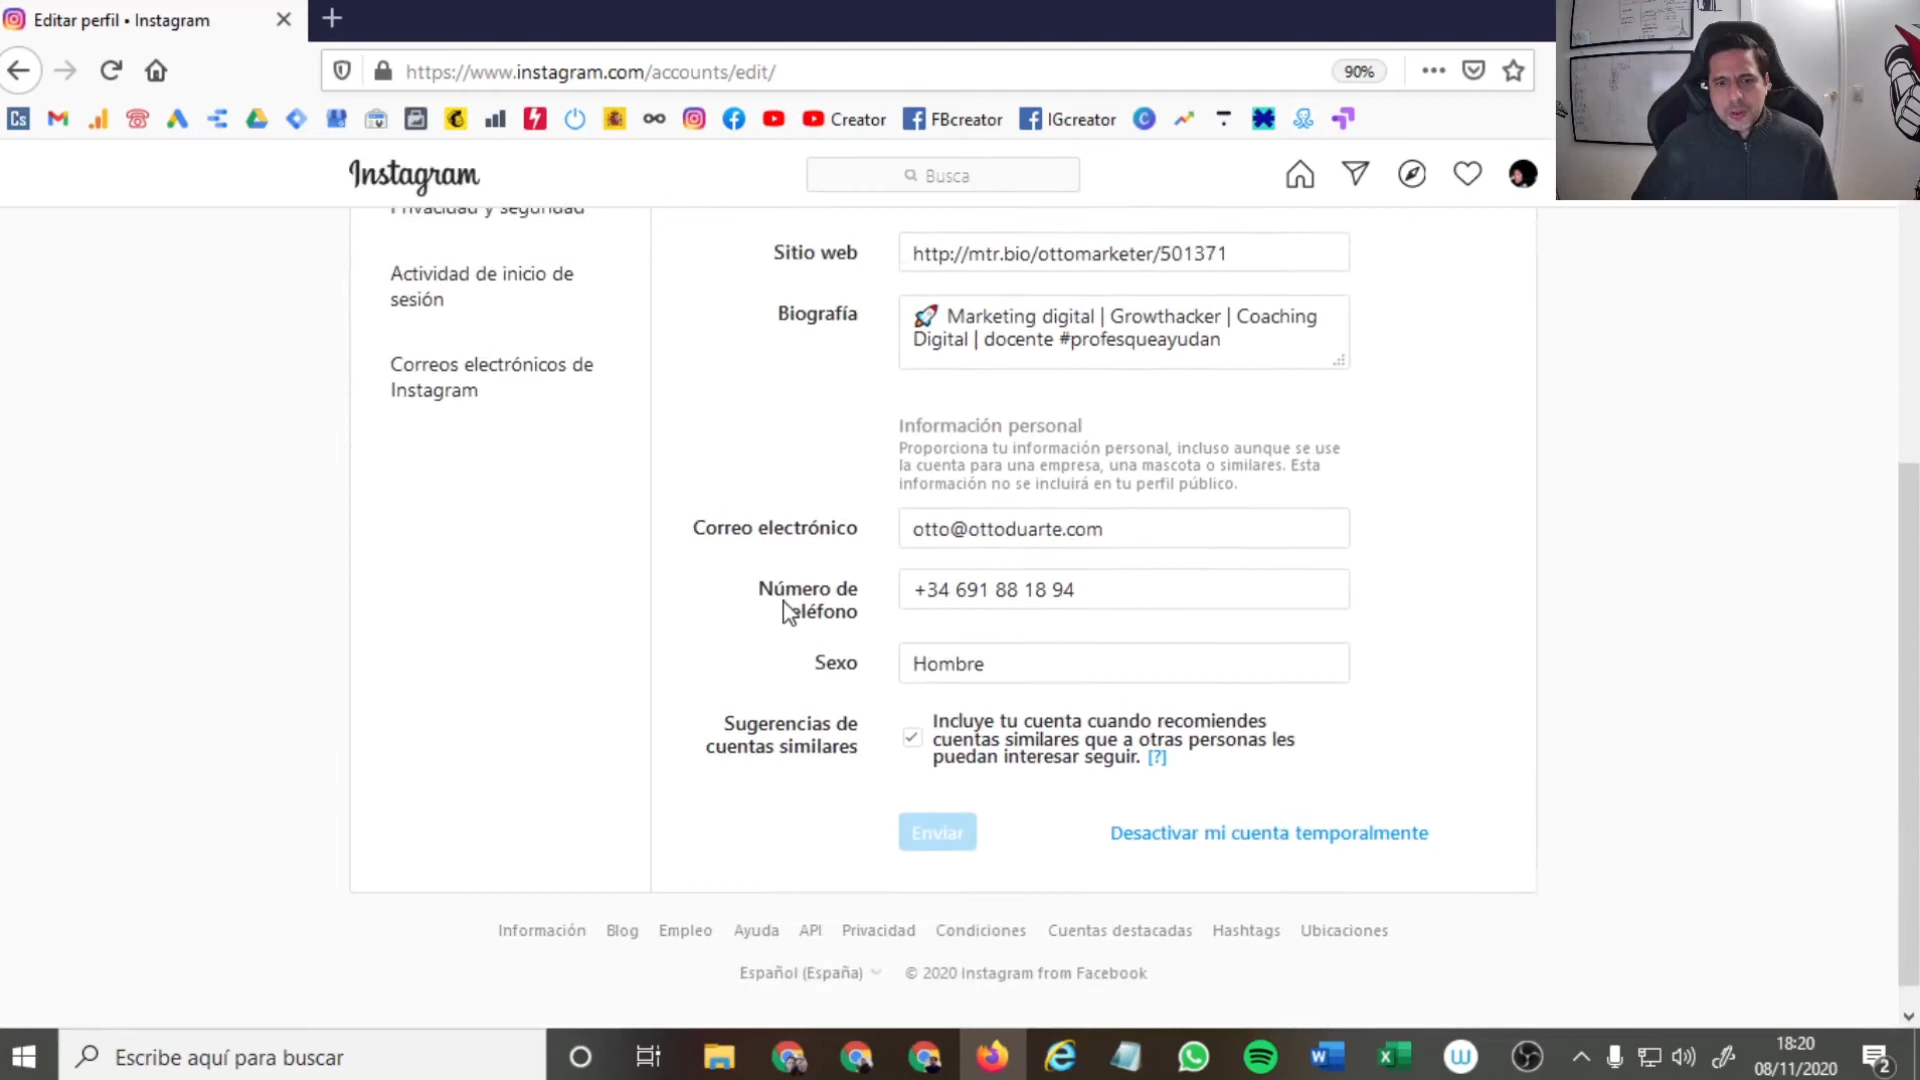 Editar perfil • Instagram
https://www.instagram.com/accounts/edit/
90%
Cs
Creator
FBcreator
IGcreator
Instagram
Busca
Privacidad y seguridad
Actividad de inicio de
sesión
Correos electrónicos de
Instagram
Sitio web
http://mtr.bio/ottomarketer/501371
Biografía
Marketing digital | Growthacker | Coaching
Digital | docente #profesqueayudan
Información personal
Proporciona tu información personal, incluso aunque se use
la cuenta para una empresa, una mascota o similares. Esta
información no se incluirá en tu perfil público.
Correo electrónico
otto@ottoduarte.com
Número de
teléfono
+34 691 88 18 94
Sexo
Hombre
Sugerencias de
cuentas similares
Incluye tu cuenta cuando recomiendes
cuentas similares que a otras personas les
puedan interesar seguir. [?]
Enviar
Desactivar mi cuenta temporalmente
Información Blog Empleo Ayuda API Privacidad Condiciones Cuentas destacadas Hashtags Ubicaciones
Español (España) © 2020 Instagram from Facebook
Escribe aquí para buscar
18:20
08/11/2020
2